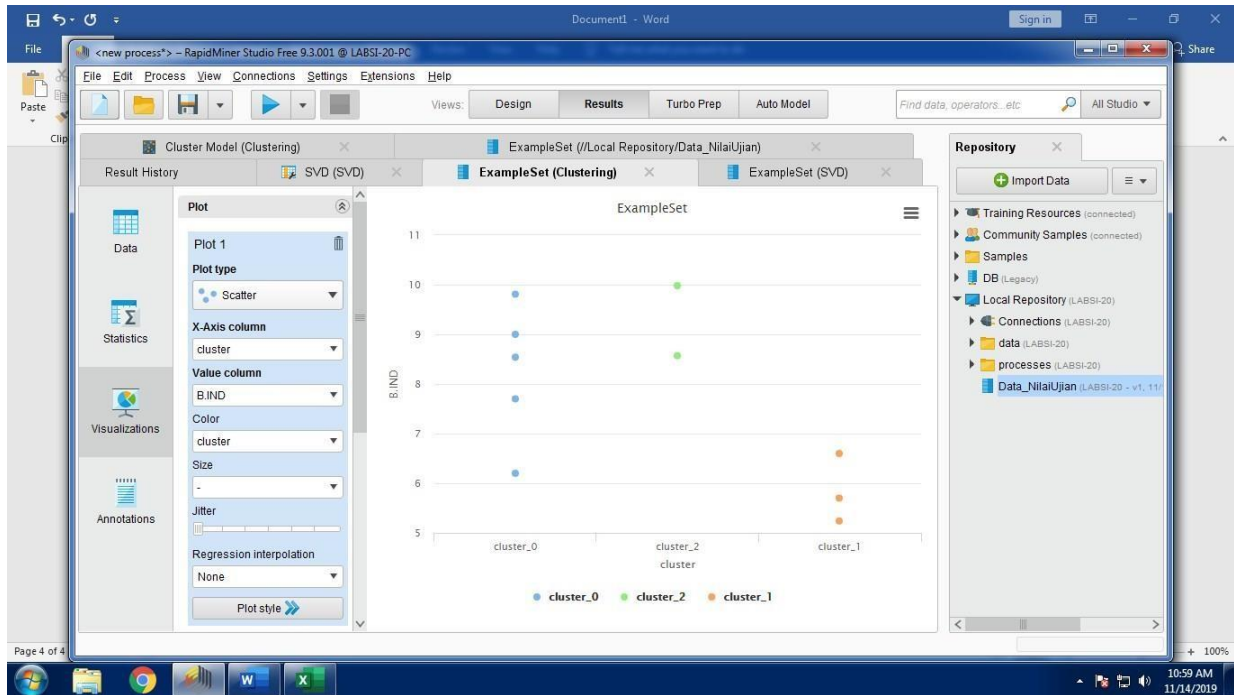 Document1 - Word
Sign in
File
Share
Paste
Clip
<new process*> – RapidMiner Studio Free 9.3.001 @ LABSI-20-PC
File Edit Process View Connections Settings Extensions Help
Views:
Design
Results
Turbo Prep
Auto Model
Find data, operators...etc
All Studio
Cluster Model (Clustering)
ExampleSet (//Local Repository/Data_NilaiUjian)
Result History
SVD (SVD)
ExampleSet (Clustering)
ExampleSet (SVD)
Data
Statistics
Visualizations
Annotations
Plot
Plot 1
Plot type
Scatter
X-Axis column
cluster
Value column
B.IND
Color
cluster
Size
-
Jitter
Regression interpolation
None
Plot style
ExampleSet
11
10
9
8
7
6
5
B.IND
cluster_0 cluster_2 cluster_1
cluster
cluster_0 cluster_2 cluster_1
Repository
Import Data
Training Resources (connected)
Community Samples (connected)
Samples
DB (Legacy)
Local Repository (LABSI-20)
Connections (LABSI-20)
data (LABSI-20)
processes (LABSI-20)
Data_NilaiUjian (LABSI-20 - v1, 11/
Page 4 of 4
100%
W
X
10:59 AM
11/14/2019